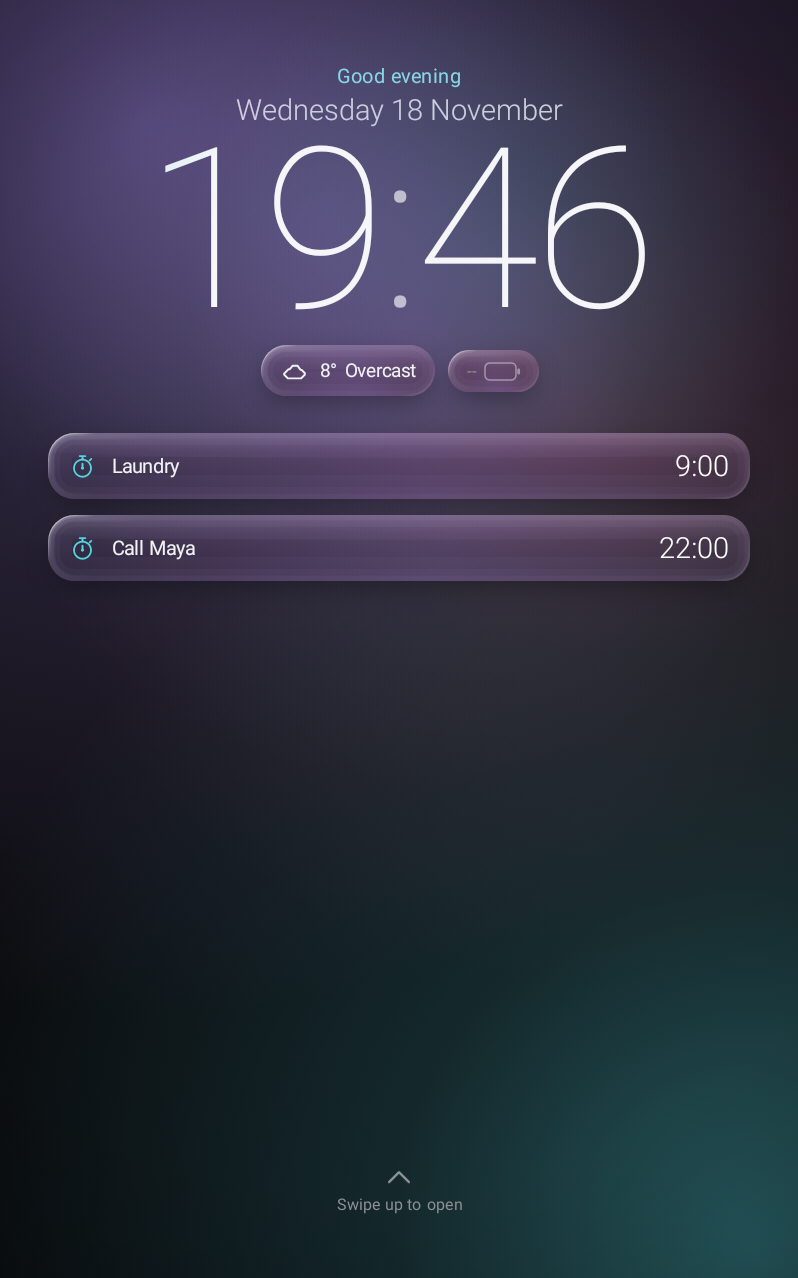 Good evening
Wednesday 18 November
19:46
8° Overcast
--
Laundry 9:00
Call Maya 22:00
Swipe up to open